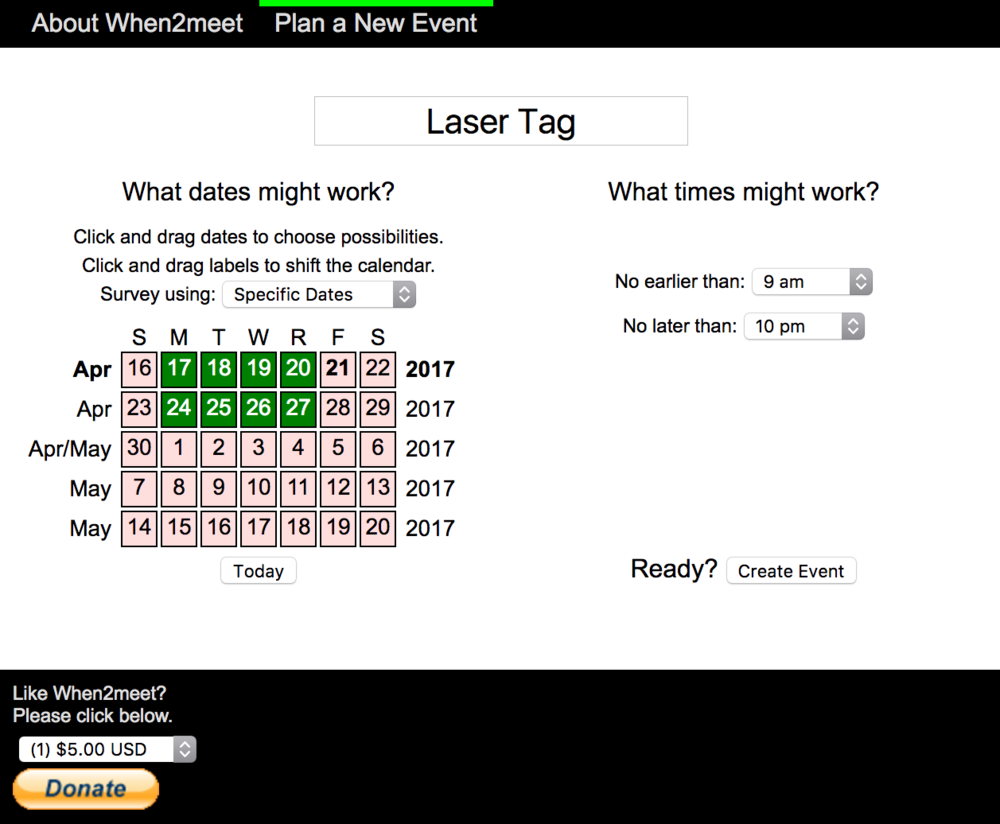 About When2meet Plan a New Event
Laser Tag
What dates might work?
Click and drag dates to choose possibilities.
Click and drag labels to shift the calendar.
Survey using: Specific Dates
S M T W R F S
Apr 16 17 18 19 20 21 22 2017
Apr 23 24 25 26 27 28 29 2017
Apr/May 30 1 2 3 4 5 6 2017
May 7 8 9 10 11 12 13 2017
May 14 15 16 17 18 19 20 2017
Today
What times might work?
No earlier than: 9 am
No later than: 10 pm
Ready? Create Event
Like When2meet?
Please click below.
(1) $5.00 USD
Donate